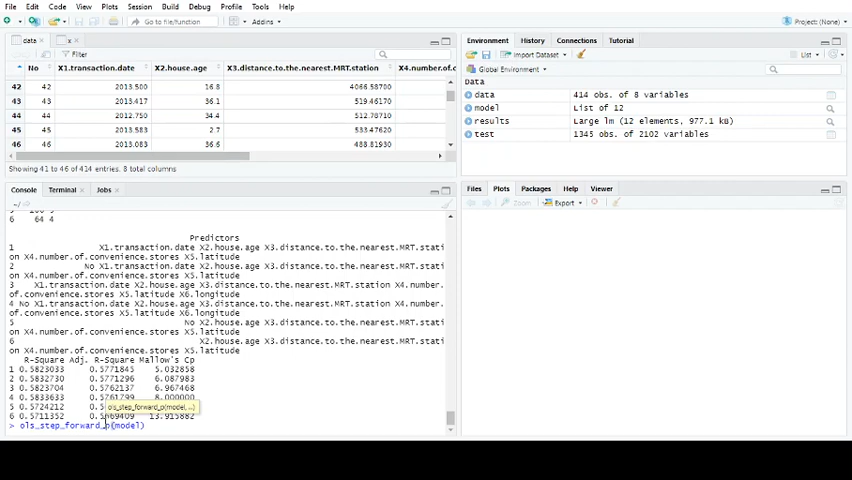 File Edit Code View Plots Session Build Debug Profile Tools Help
Go to file/function Addins Project: (None)
data x
Filter
No X1.transaction.date X2.house.age X3.distance.to.the.nearest.MRT.station X4.number.of.c
42 42 2013.500 16.8 4066.58700
43 43 2013.417 36.1 519.46170
44 44 2012.750 34.4 512.78710
45 45 2013.583 2.7 533.47620
46 46 2013.083 36.6 488.81930
Showing 41 to 46 of 414 entries, 8 total columns
Console Terminal Jobs
~/
6 64 4
Predictors
1 X1.transaction.date X2.house.age X3.distance.to.the.nearest.MRT.stati
on X4.number.of.convenience.stores X5.latitude
2 No X1.transaction.date X2.house.age X3.distance.to.the.nearest.MRT.stati
on X4.number.of.convenience.stores X5.latitude
3 X1.transaction.date X2.house.age X3.distance.to.the.nearest.MRT.station X4.number
.of.convenience.stores X5.latitude X6.longitude
4 No X1.transaction.date X2.house.age X3.distance.to.the.nearest.MRT.station X4.number.
of.convenience.stores X5.latitude X6.longitude
5 No X2.house.age X3.distance.to.the.nearest.MRT.stati
on X4.number.of.convenience.stores X5.latitude
6 X2.house.age X3.distance.to.the.nearest.MRT.stati
on X4.number.of.convenience.stores X5.latitude
R-Square Adj. R-Square Mallow's Cp
1 0.5823033 0.5771845 5.032858
2 0.5832730 0.5771296 6.087983
3 0.5823704 0.5762137 6.967468
4 0.5833633 0.5761799 8.000000
5 0.5724212
ols_step_forward_p(model, ...)
6 0.5711352 0.5669409 13.915882
> ols_step_forward_p(model)
Environment History Connections Tutorial
Import Dataset List
Global Environment
Data
data 414 obs. of 8 variables
model List of 12
results Large lm (12 elements, 977.1 kB)
test 1345 obs. of 2102 variables
Files Plots Packages Help Viewer
Zoom Export